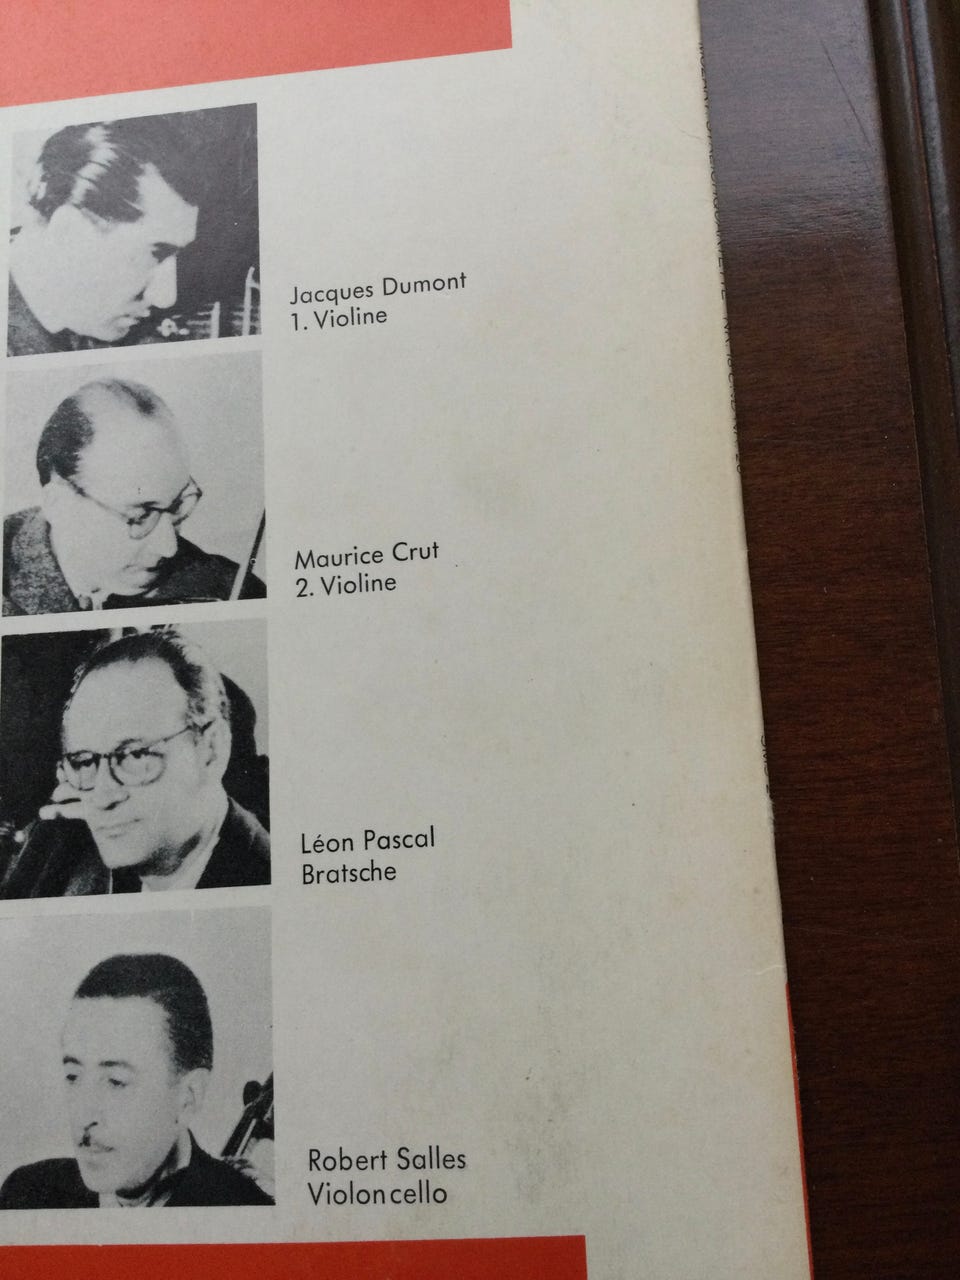 Jacques Dumont
1. Violine
Maurice Crut
2. Violine
Léon Pascal
Bratsche
Robert Salles
Violoncello